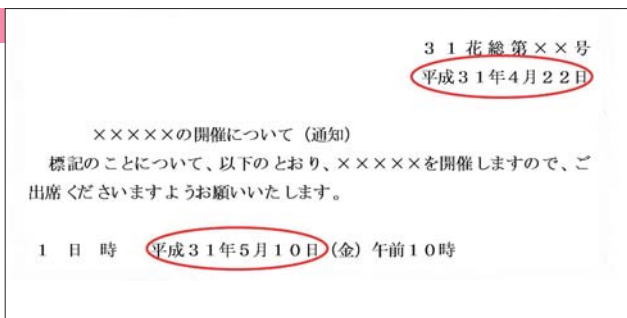 31花総第××号
平成31年4月22日
×××××の開催について（通知）
標記のことについて、以下のとおり、×××××を開催しますので、ご
出席くださいますようお願いいたします。
1 日 時 平成31年5月10日（金）午前10時